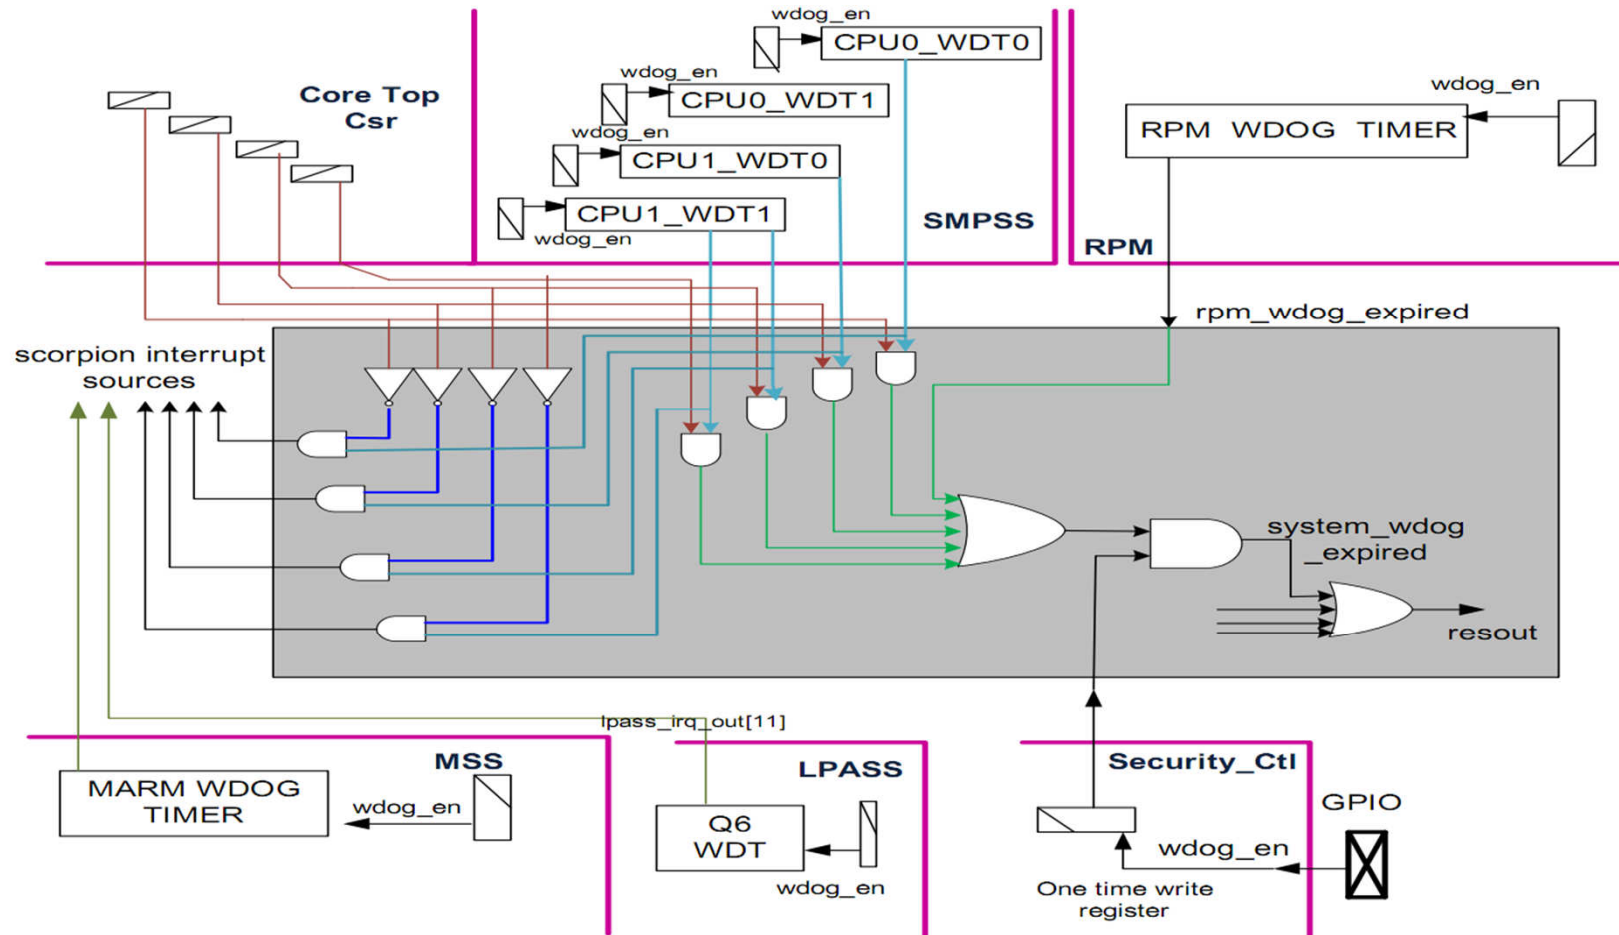 wdog_en
CPU0_WDT0
wdog_en
CPU0_WDT1
wdog_en
CPU1_WDT0
CPU1_WDT1
wdog_en
Core Top
Csr
SMPSS
wdog_en
RPM WDOG TIMER
RPM
rpm_wdog_expired
scorpion interrupt
sources
system_wdog
_expired
resout
lpass_irq_out[11]
MSS
MARM WDOG
TIMER
wdog_en
LPASS
Q6
WDT
wdog_en
Security_Ctl
GPIO
wdog_en
One time write
register